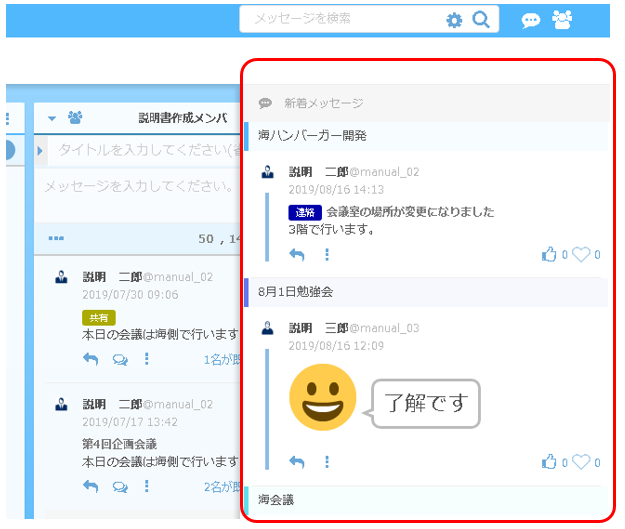 メッセージを検索
説明書作成メンバ
タイトルを入力してください(省
メッセージを入力してください。
50 , 14
説明　二郎@manual_02
2019/07/30 09:06
共有
本日の会議は海側で行います
1名が既
説明　二郎@manual_02
2019/07/17 13:42
第4回企画会議
本日の会議は海側で行います
2名が既
新着メッセージ
海ハンバーガー開発
説明　二郎@manual_02
2019/08/16 14:13
連絡 会議室の場所が変更になりました
3階で行います。
0 0
8月1日勉強会
説明　三郎@manual_03
2019/08/16 12:09
了解です
0 0
海会議